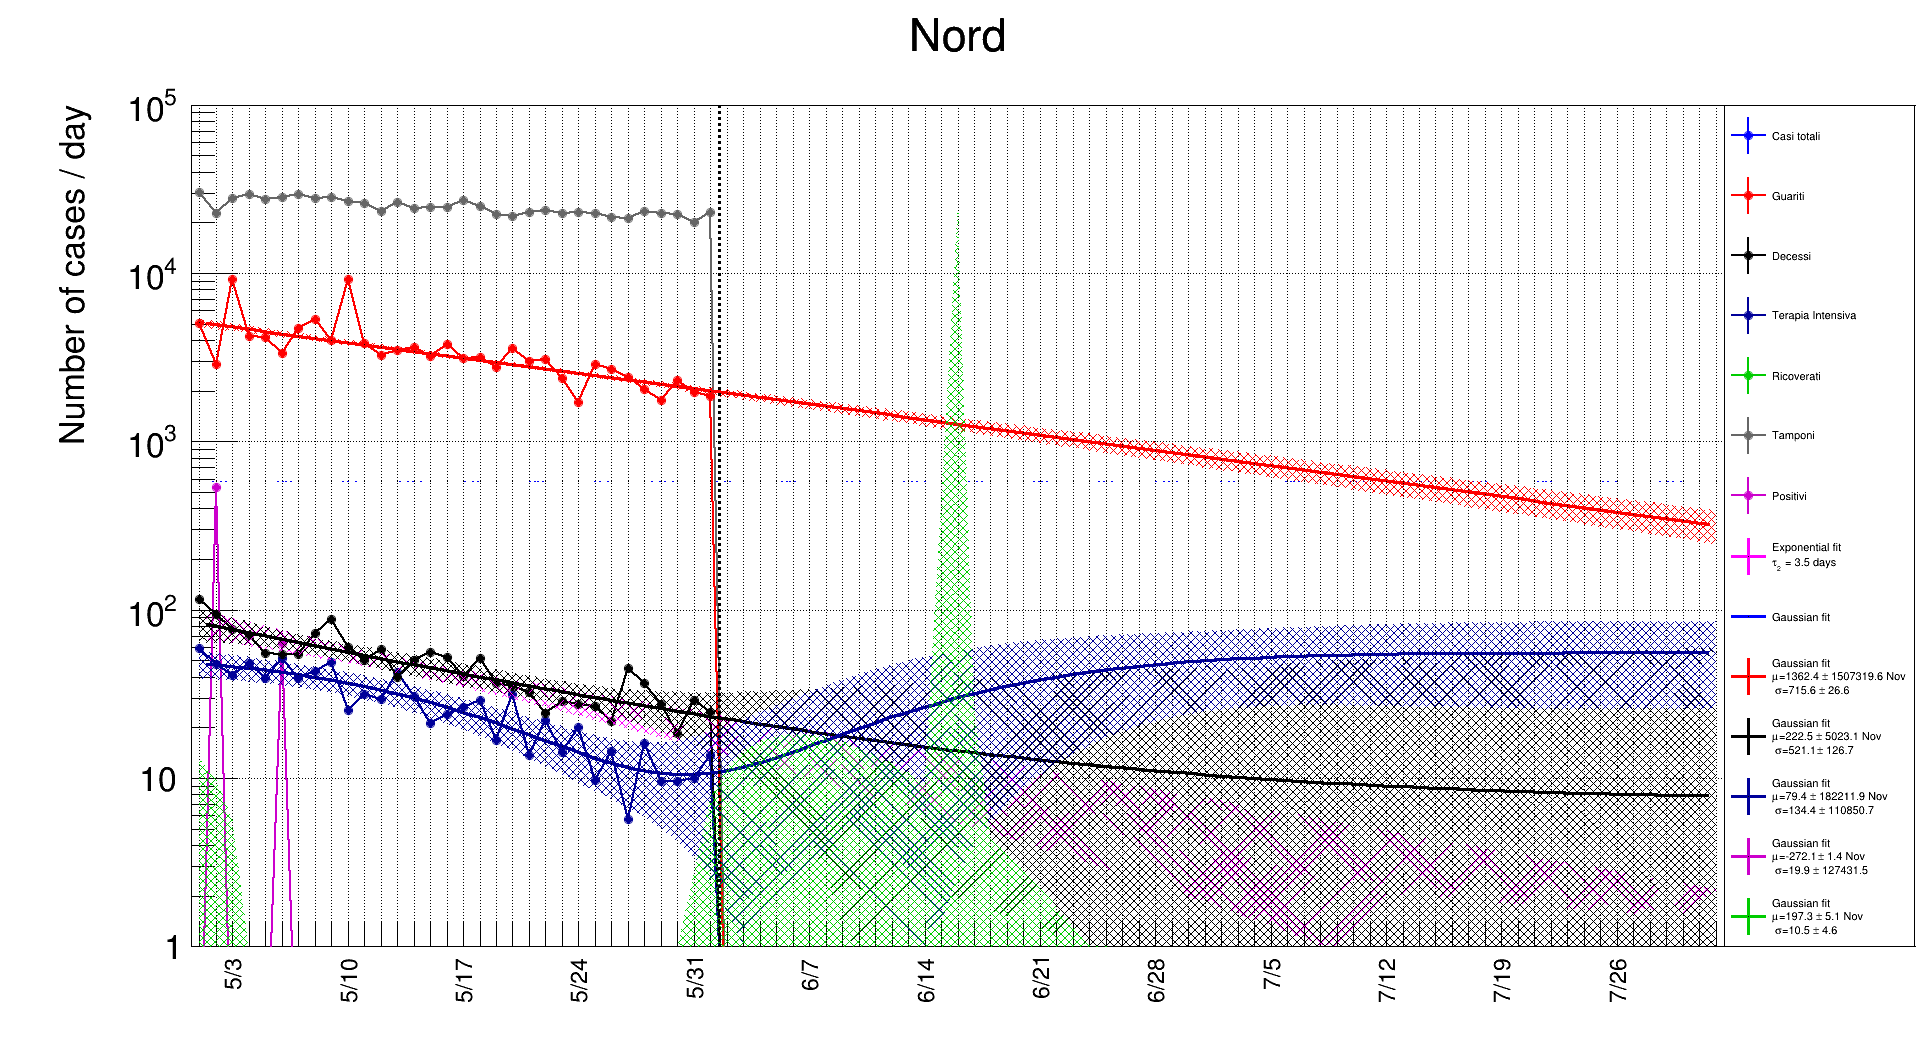 Nord
Number of cases / day
10^5
10^4
10^3
10^2
10
1
5/3
5/10
5/17
5/24
5/31
6/7
6/14
6/21
6/28
7/5
7/12
7/19
7/26
Casi totali
Guariti
Decessi
Terapia Intensiva
Ricoverati
Tamponi
Positivi
Exponential fit
τ₂ = 3.5 days
Gaussian fit
Gaussian fit
μ=1362.4 ± 1507319.6 Nov
σ=715.6 ± 26.6
Gaussian fit
μ=222.5 ± 5023.1 Nov
σ=521.1 ± 126.7
Gaussian fit
μ=79.4 ± 182211.9 Nov
σ=134.4 ± 110850.7
Gaussian fit
μ=-272.1 ± 1.4 Nov
σ=19.9 ± 127431.5
Gaussian fit
μ=197.3 ± 5.1 Nov
σ=10.5 ± 4.6